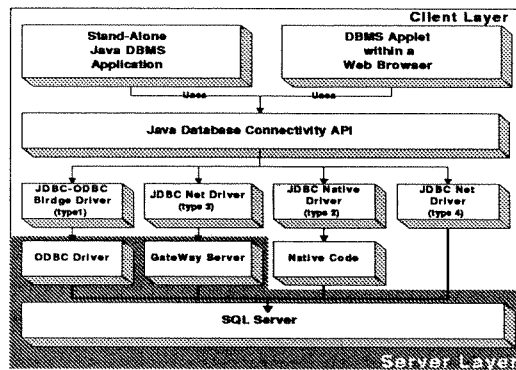 Client Layer
Stand-Alone
Java DBMS
Application
DBMS Applet
within a
Web Browser
Uses
Uses
Java Database Connectivity API
JDBC-ODBC
Birdge Driver
(type1)
JDBC Net Driver
(type 3)
JDBC Native
Driver
(type 2)
JDBC Net
Driver
(type 4)
ODBC Driver
GateWay Server
Native Code
SQL Server
Server Layer